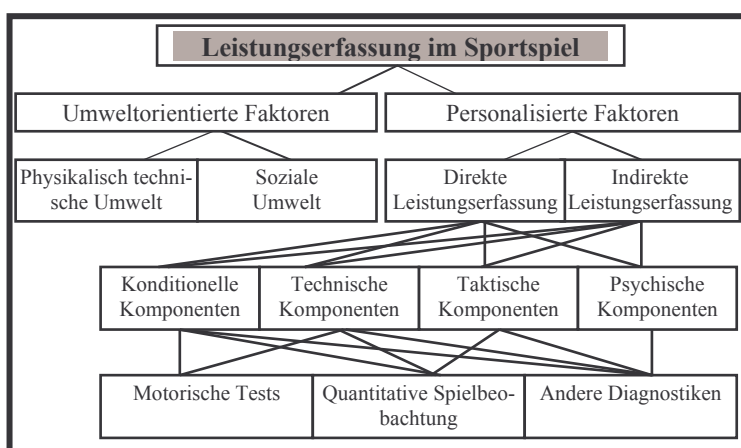 Leistungserfassung im Sportspiel
Umweltorientierte Faktoren
Personalisierte Faktoren
Physikalisch techni-
sche Umwelt
Soziale
Umwelt
Direkte
Leistungserfassung
Indirekte
Leistungserfassung
Konditionelle
Komponenten
Technische
Komponenten
Taktische
Komponenten
Psychische
Komponenten
Motorische Tests
Quantitative Spielbeo-
bachtung
Andere Diagnostiken